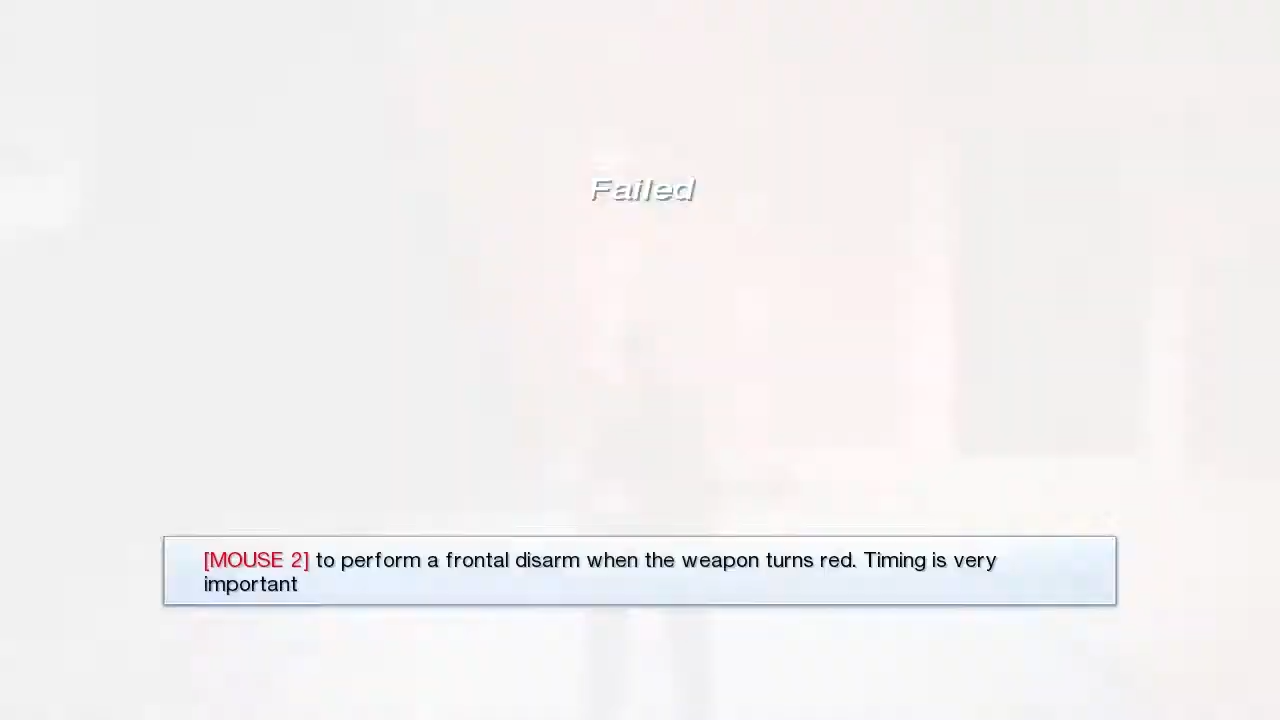 Failed
[MOUSE 2] to perform a frontal disarm when the weapon turns red. Timing is very
important